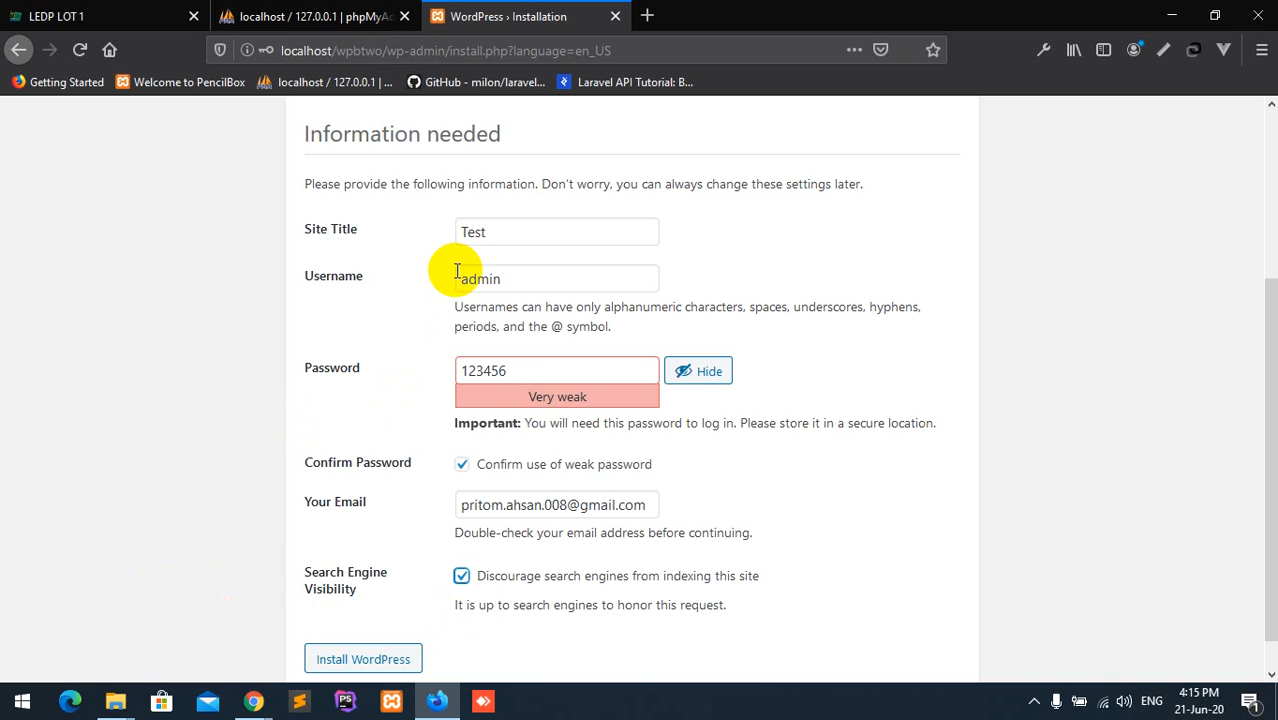 LEDP LOT 1
localhost / 127.0.0.1 | phpMyAc
WordPress › Installation
localhost/wpbtwo/wp-admin/install.php?language=en_US
Getting Started
Welcome to PencilBox
localhost / 127.0.0.1 | ...
GitHub - milon/laravel...
Laravel API Tutorial: B...
Information needed
Please provide the following information. Don't worry, you can always change these settings later.
Site Title
Test
Username
admin
Usernames can have only alphanumeric characters, spaces, underscores, hyphens,
periods, and the @ symbol.
Password
123456
Hide
Very weak
Important: You will need this password to log in. Please store it in a secure location.
Confirm Password
Confirm use of weak password
Your Email
pritom.ahsan.008@gmail.com
Double-check your email address before continuing.
Search Engine
Visibility
Discourage search engines from indexing this site
It is up to search engines to honor this request.
Install WordPress
PS
ENG
4:15 PM
21-Jun-20
1